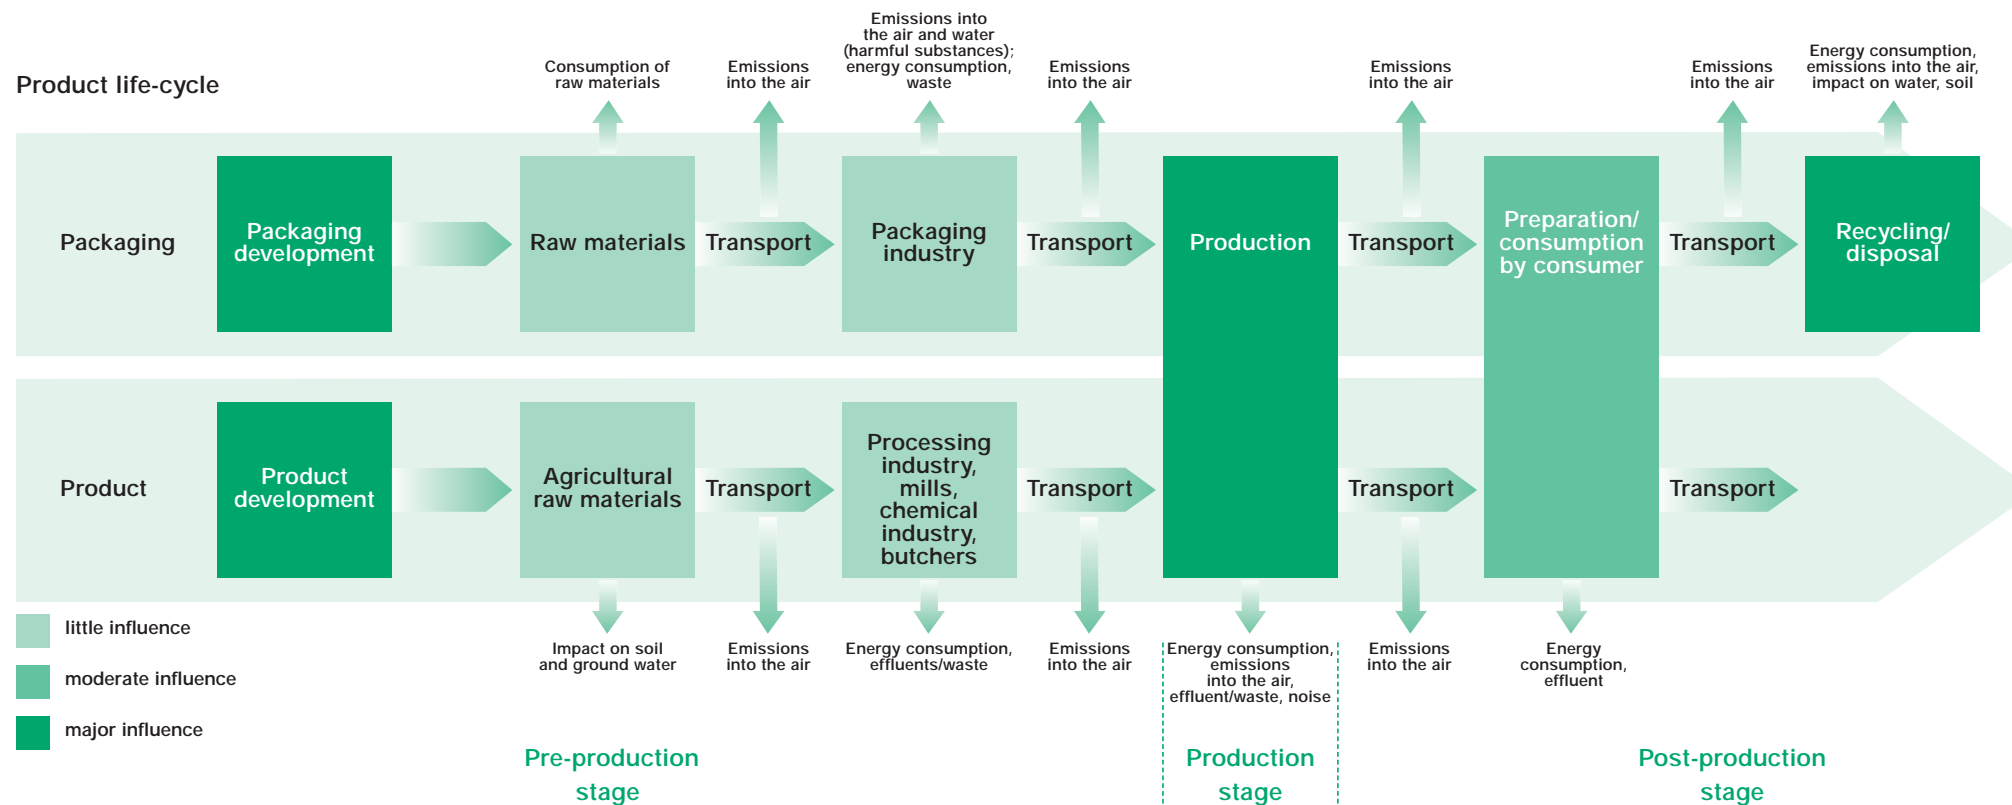 Product life-cycle
Consumption of
raw materials
Emissions
into the air
Emissions into
the air and water
(harmful substances);
energy consumption,
waste
Emissions
into the air
Emissions
into the air
Emissions
into the air
Energy consumption,
emissions into the air,
impact on water, soil
Packaging
Packaging
development
Raw materials
Transport
Packaging
industry
Transport
Production
Transport
Preparation/
consumption
by consumer
Transport
Recycling/
disposal
Product
Product
development
Agricultural
raw materials
Transport
Processing
industry,
mills,
chemical
industry,
butchers
Transport
Transport
Transport
little influence
moderate influence
major influence
Impact on soil
and ground water
Emissions
into the air
Energy consumption,
effluents/waste
Emissions
into the air
Energy consumption,
emissions
into the air,
effluent/waste, noise
Emissions
into the air
Energy
consumption,
effluent
Pre-production
stage
Production
stage
Post-production
stage